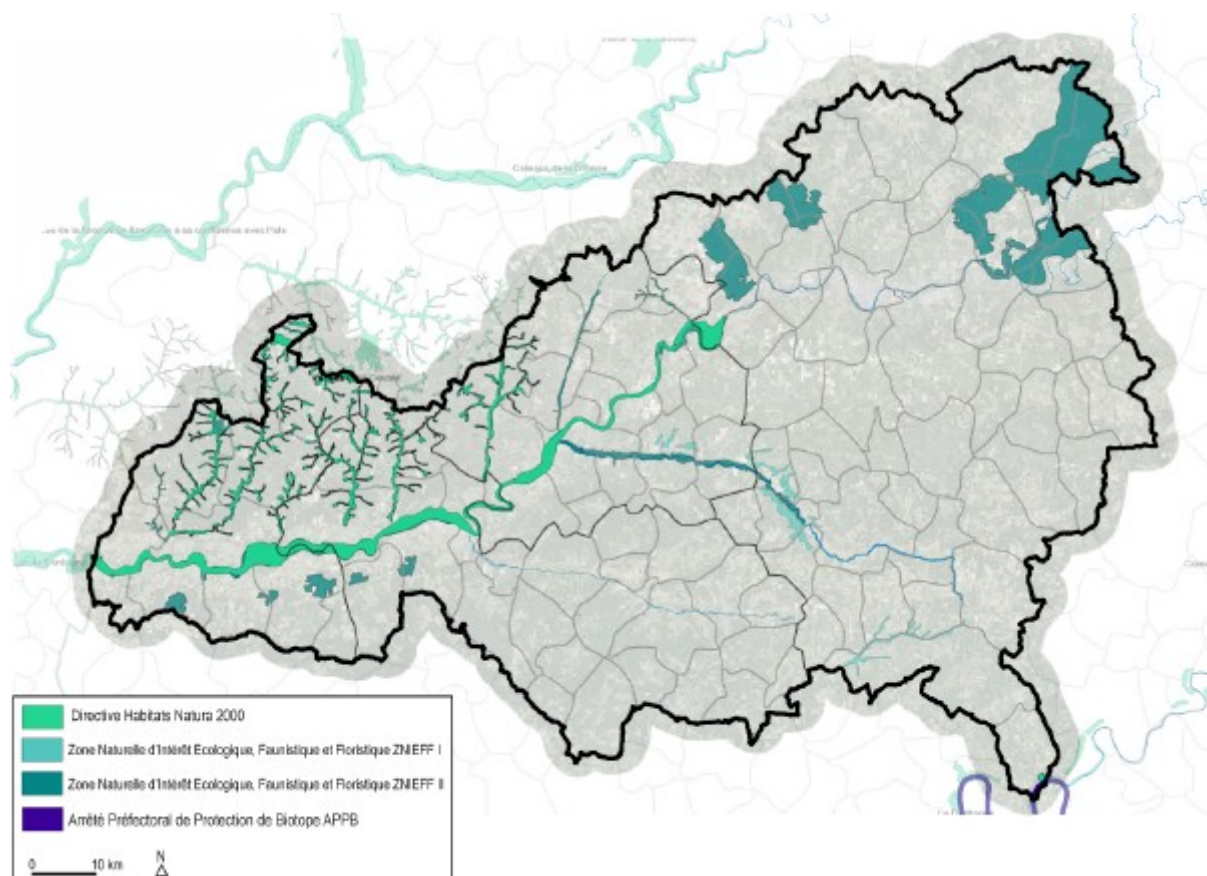 Directive Habitats Natura 2000
Zone Naturelle d'Intérêt Ecologique, Faunistique et Floristique ZNIEFF I
Zone Naturelle d'Intérêt Ecologique, Faunistique et Floristique ZNIEFF II
Arrêté Préfectoral de Protection de Biotope APPB
0 10 km
N